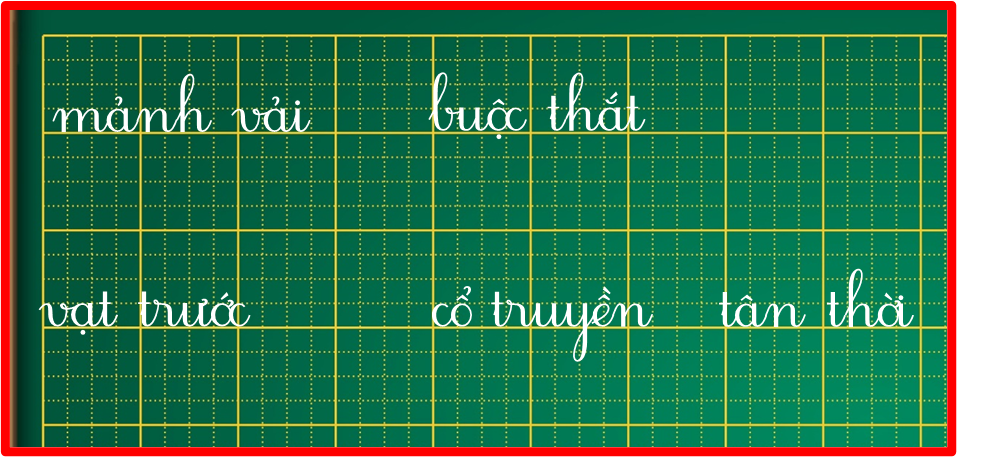 mảnh vải buộc thắt
vạt trước cổ truyền tân thời